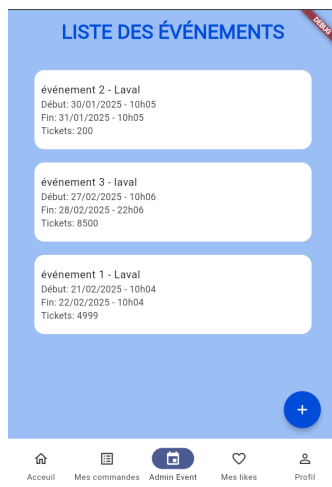 DEBUG
LISTE DES ÉVÉNEMENTS
événement 2 - Laval
Début: 30/01/2025 - 10h05
Fin: 31/01/2025 - 10h05
Tickets: 200
événement 3 - laval
Début: 27/02/2025 - 10h06
Fin: 28/02/2025 - 22h06
Tickets: 8500
événement 1 - Laval
Début: 21/02/2025 - 10h04
Fin: 22/02/2025 - 10h04
Tickets: 4999
+
Acceuil Mes commandes Admin Event Mes likes Profil